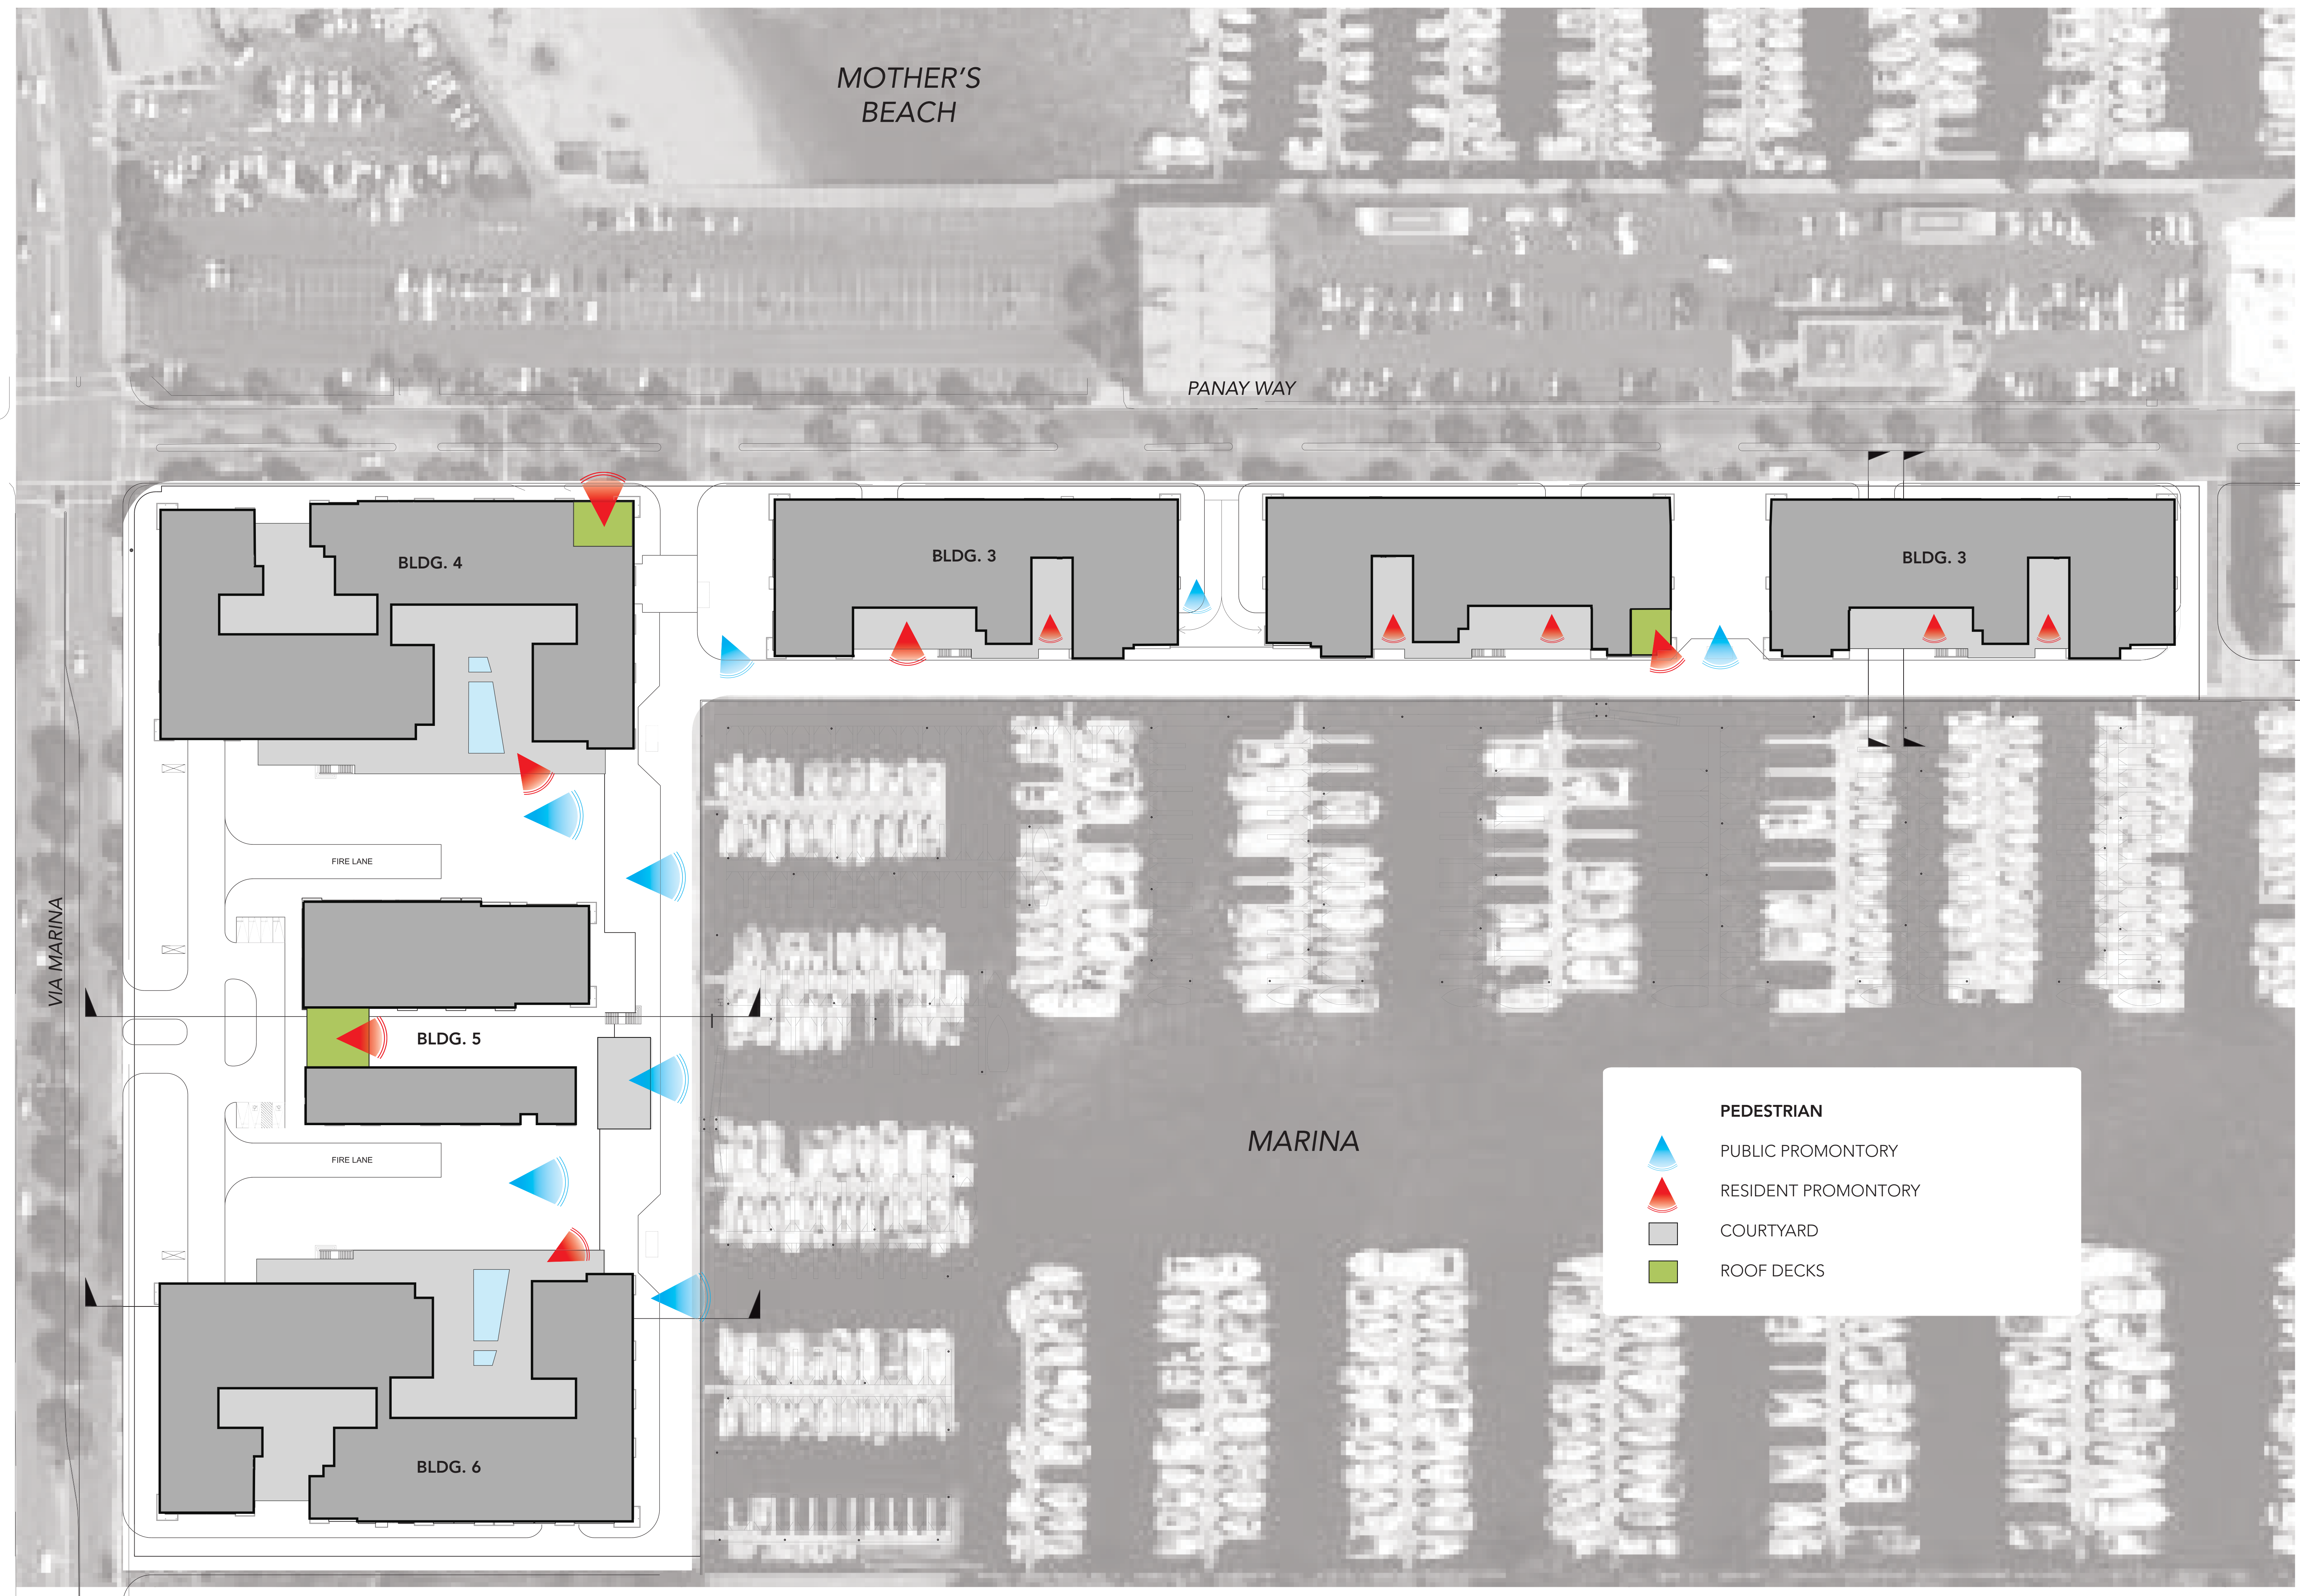 MOTHER'S
BEACH
PANAY WAY
BLDG. 4
BLDG. 3
BLDG. 3
FIRE LANE
VIA MARINA
BLDG. 5
FIRE LANE
MARINA
PEDESTRIAN
PUBLIC PROMONTORY
RESIDENT PROMONTORY
COURTYARD
ROOF DECKS
BLDG. 6